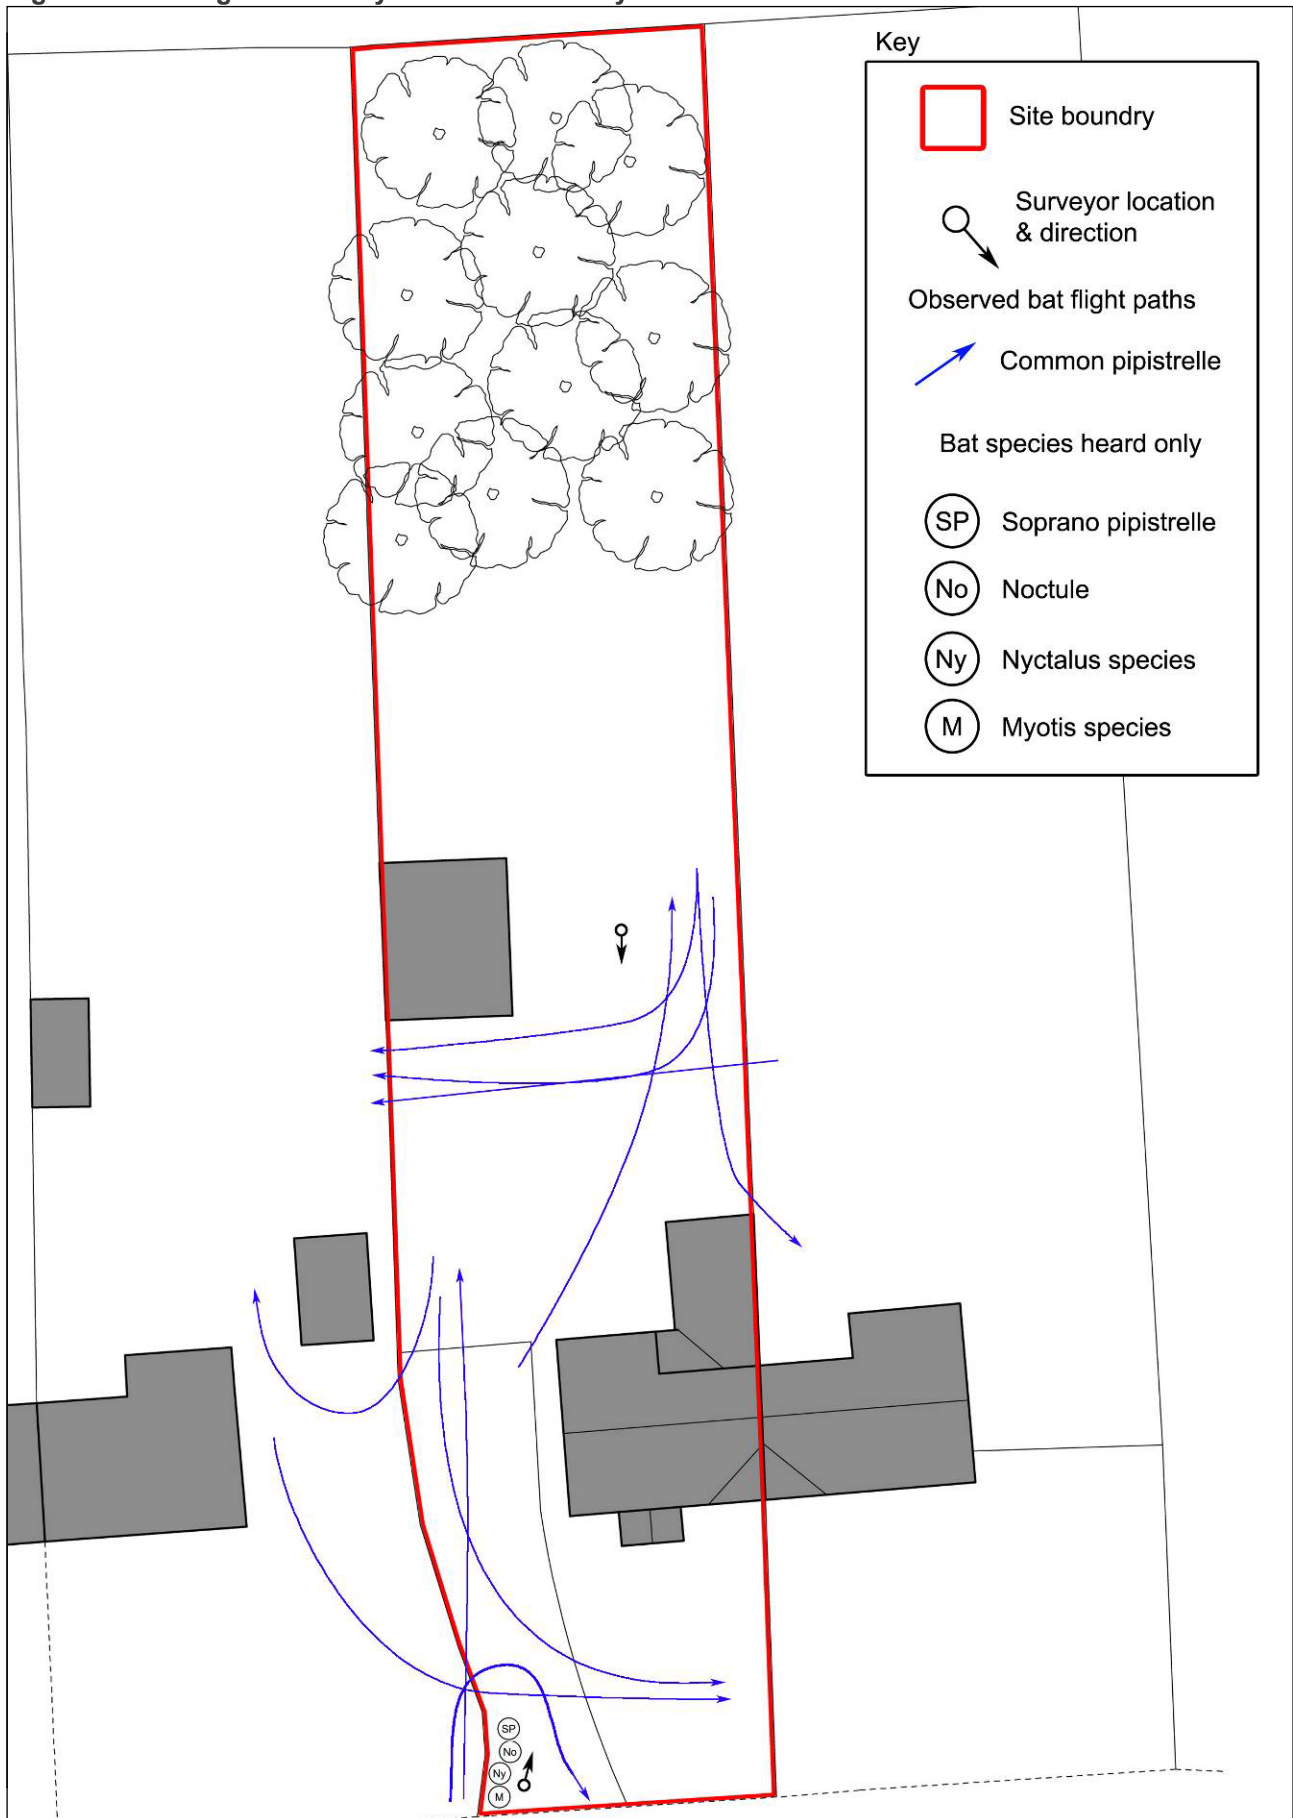 Key
Site boundry
Surveyor location
& direction
Observed bat flight paths
Common pipistrelle
Bat species heard only
SP Soprano pipistrelle
No Noctule
Ny Nyctalus species
M Myotis species
SP
No
Ny
M